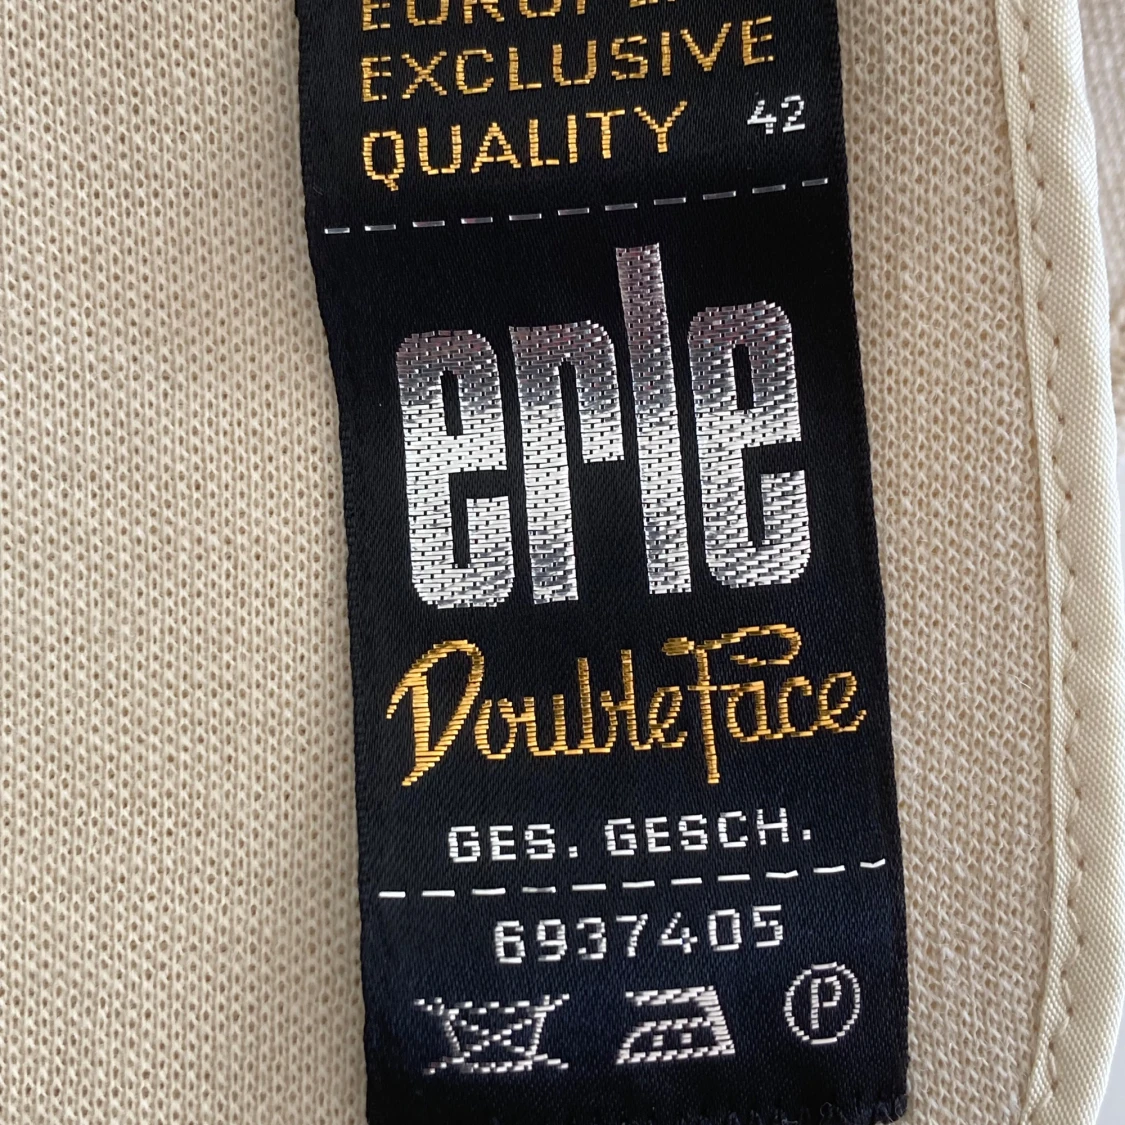 EXCLUSIVE
QUALITY 42
erle
DoubleFace
GES. GESCH.
6937405
P